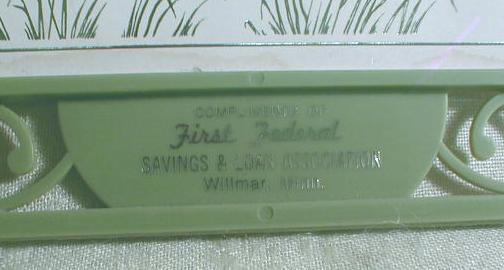 COMPLIMENTS OF
First Federal
SAVINGS & LOAN ASSOCIATION
Willmar, Minn.